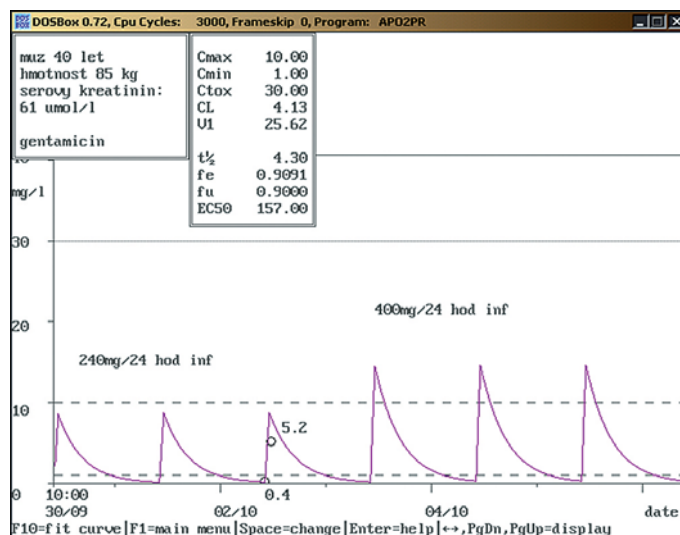 DOSBox 0.72, Cpu Cycles: 3000, Frameskip 0, Program: APO2PR
muz 40 let
hmotnost 85 kg
serovy kreatinin:
61 umol/l
gentamicin
Cmax 10.00
Cmin 1.00
Ctox 30.00
CL 4.13
V1 25.62
t½ 4.30
fe 0.9091
fu 0.9000
EC50 157.00
mg/l
30
20
10
0
400mg/24 hod inf
240mg/24 hod inf
5.2
10:00 0.4
30/09 02/10 04/10 date
F10=fit curve|F1=main menu|Space=change|Enter=help|↔,PgDn,PgUp=display